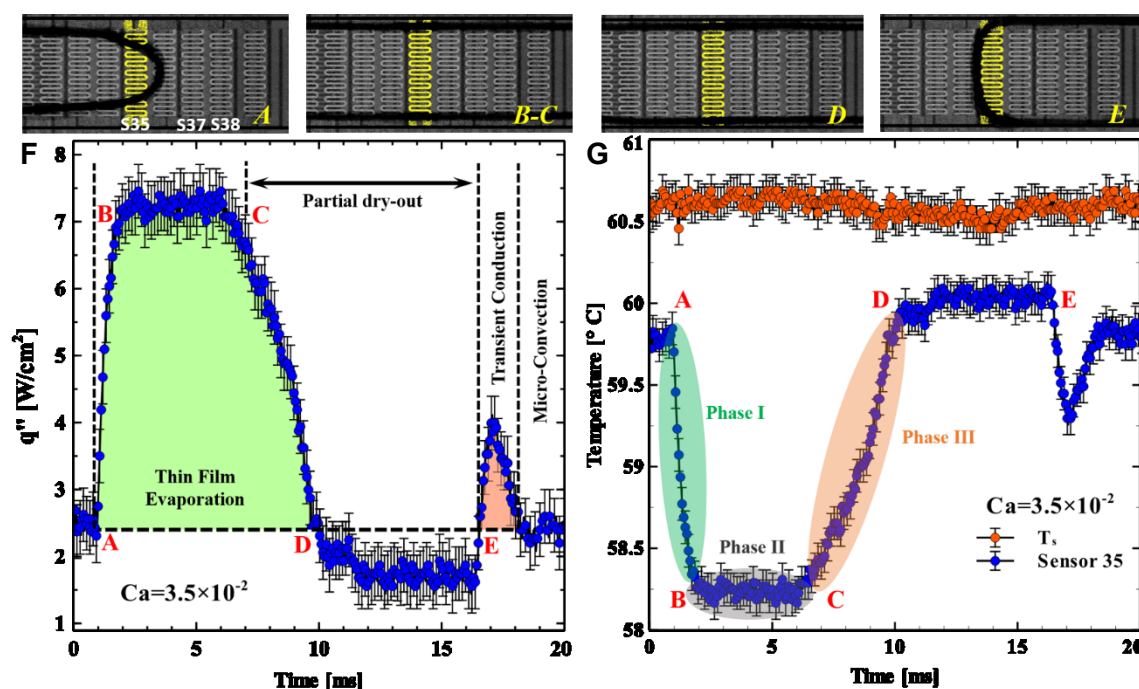 S35 S37 S38 A
B-C
D
E
F
8
7
6
5
4
3
2
1
q" [W/cm²]
0 5 10 15 20
Time [ms]
B
C
A
D
E
Partial dry-out
Thin Film
Evaporation
Transient Conduction
Micro-Convection
Ca=3.5×10⁻²
G
61
60.5
60
59.5
59
58.5
58
Temperature [° C]
0 5 10 15 20
Time [ms]
A
D
E
Phase I
Phase III
Phase II
B
C
Ca=3.5×10⁻²
Tₛ
Sensor 35